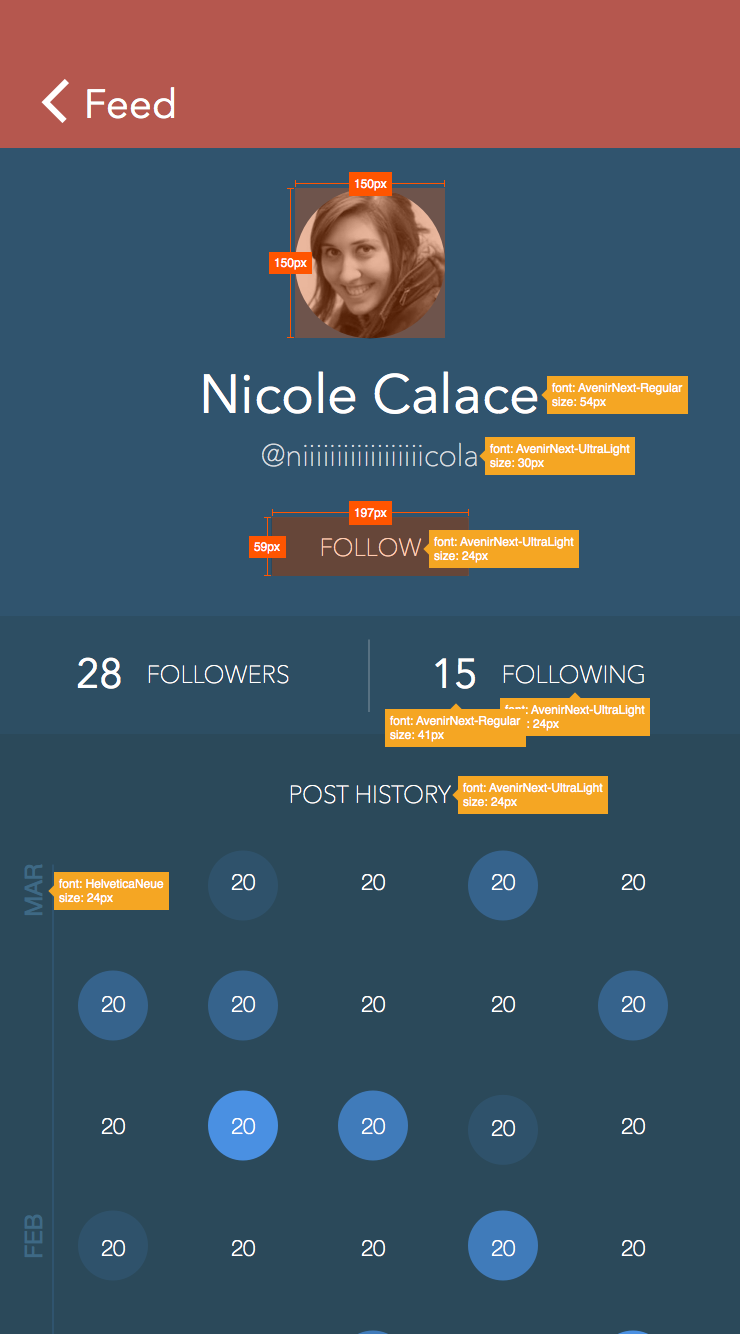 Feed
150px
150px
Nicole Calace
font: AvenirNext-Regular
size: 54px
@niiiiiiiiiiiiiiiiiicola
font: AvenirNext-UltraLight
size: 30px
197px
59px
FOLLOW
font: AvenirNext-UltraLight
size: 24px
28 FOLLOWERS
15 FOLLOWING
font: AvenirNext-UltraLight
: 24px
font: AvenirNext-Regular
size: 41px
POST HISTORY
font: AvenirNext-UltraLight
size: 24px
MAR
font: HelveticaNeue
size: 24px
20 20 20 20
20 20 20 20 20
20 20 20 20 20
FEB
20 20 20 20 20